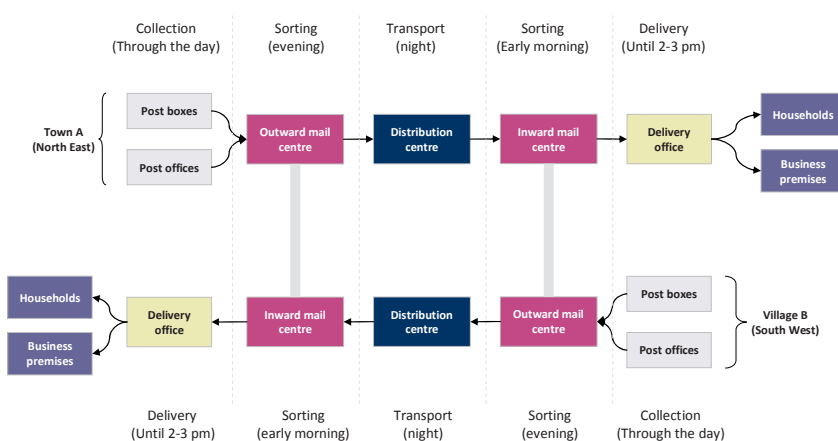 Collection
(Through the day)
Sorting
(evening)
Transport
(night)
Sorting
(Early morning)
Delivery
(Until 2-3 pm)
Town A
(North East)
Post boxes
Post offices
Outward mail
centre
Distribution
centre
Inward mail
centre
Delivery
office
Households
Business
premises
Households
Business
premises
Delivery
office
Inward mail
centre
Distribution
centre
Outward mail
centre
Post boxes
Post offices
Village B
(South West)
Delivery
(Until 2-3 pm)
Sorting
(early morning)
Transport
(night)
Sorting
(evening)
Collection
(Through the day)